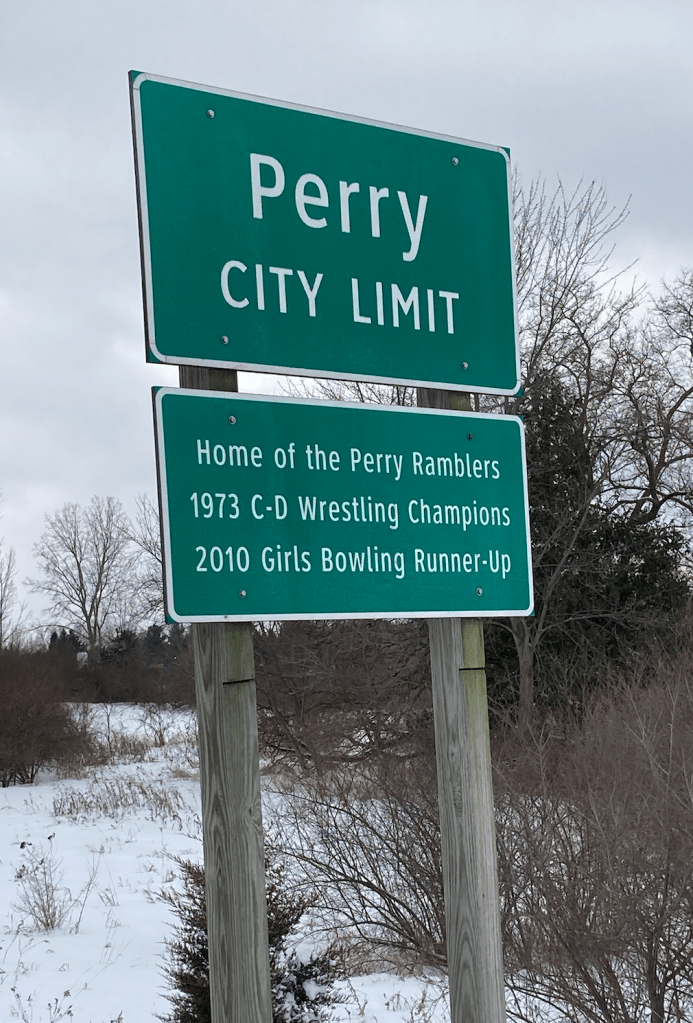 Perry
CITY LIMIT
Home of the Perry Ramblers
1973 C-D Wrestling Champions
2010 Girls Bowling Runner-Up